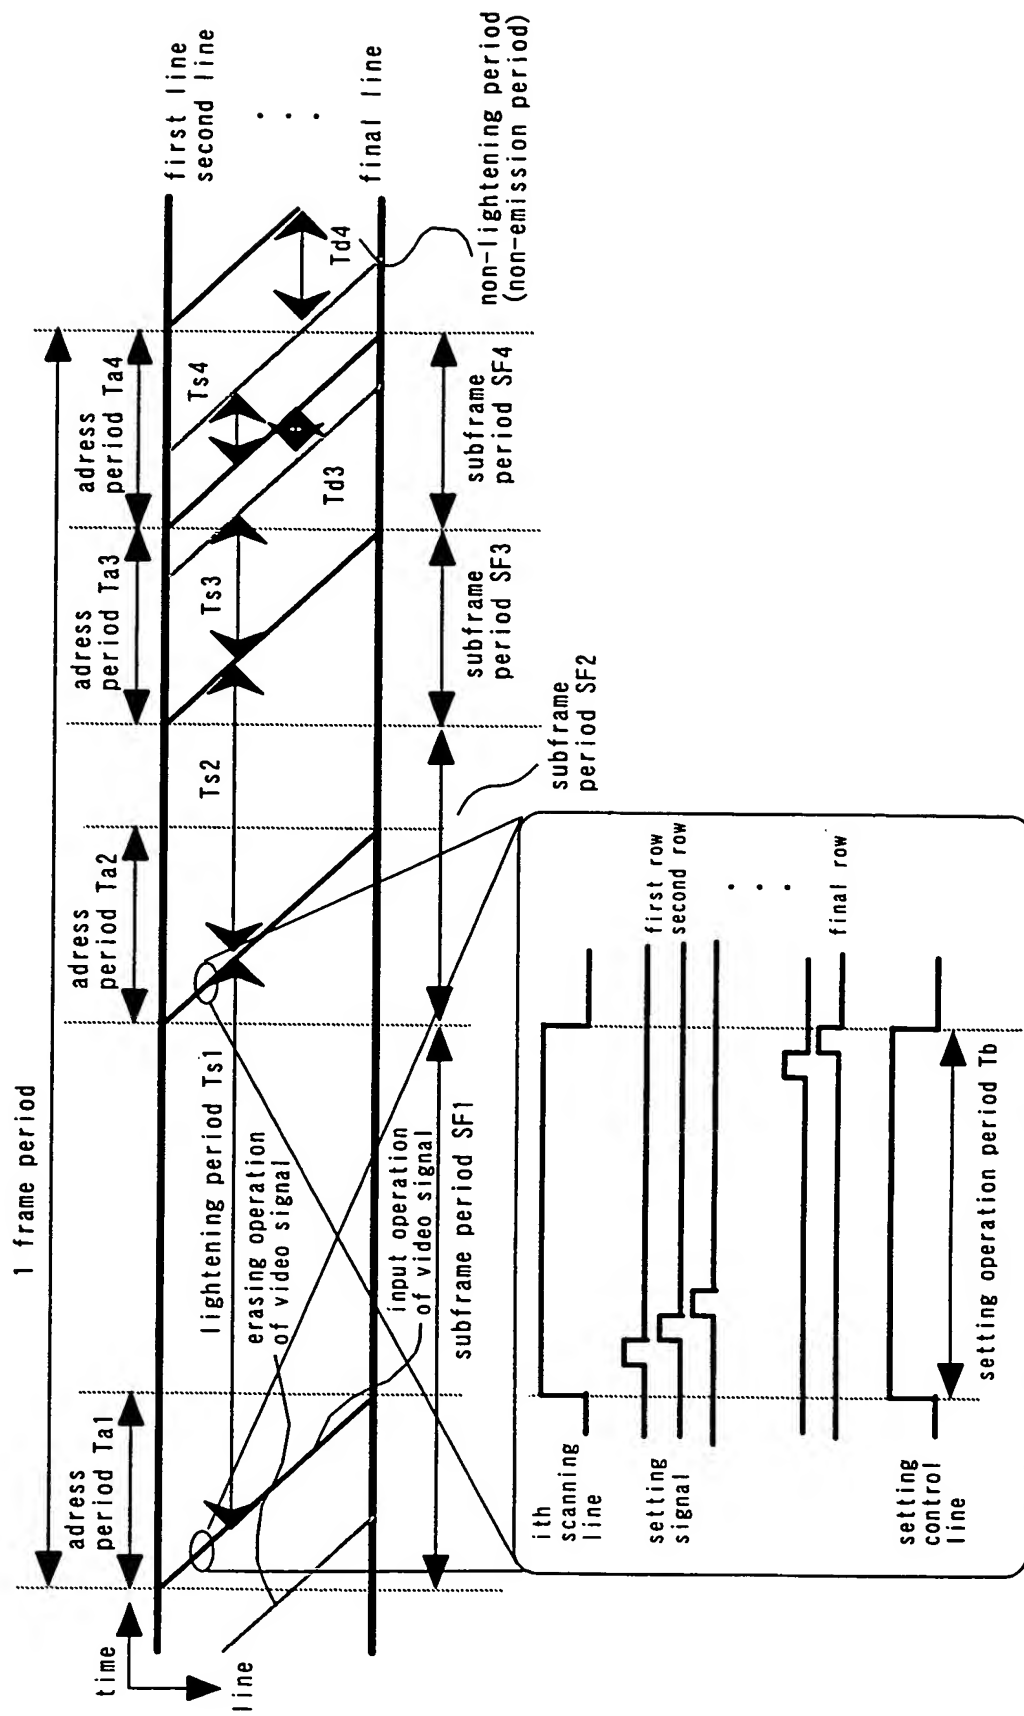 1 frame period
time
line
adress
period Ta1
adress
period Ta2
adress
period Ta3
adress
period Ta4
first line
second line
final line
lightening period Ts1
Ts2
Ts3
Ts4
Td3
Td4
erasing operation
of video signal
input operation
of video signal
subframe period SF1
subframe
period SF2
subframe
period SF3
subframe
period SF4
non-lightening period
(non-emission period)
ith
scanning
line
setting
signal
first row
second row
final row
setting
control
line
setting operation period Tb